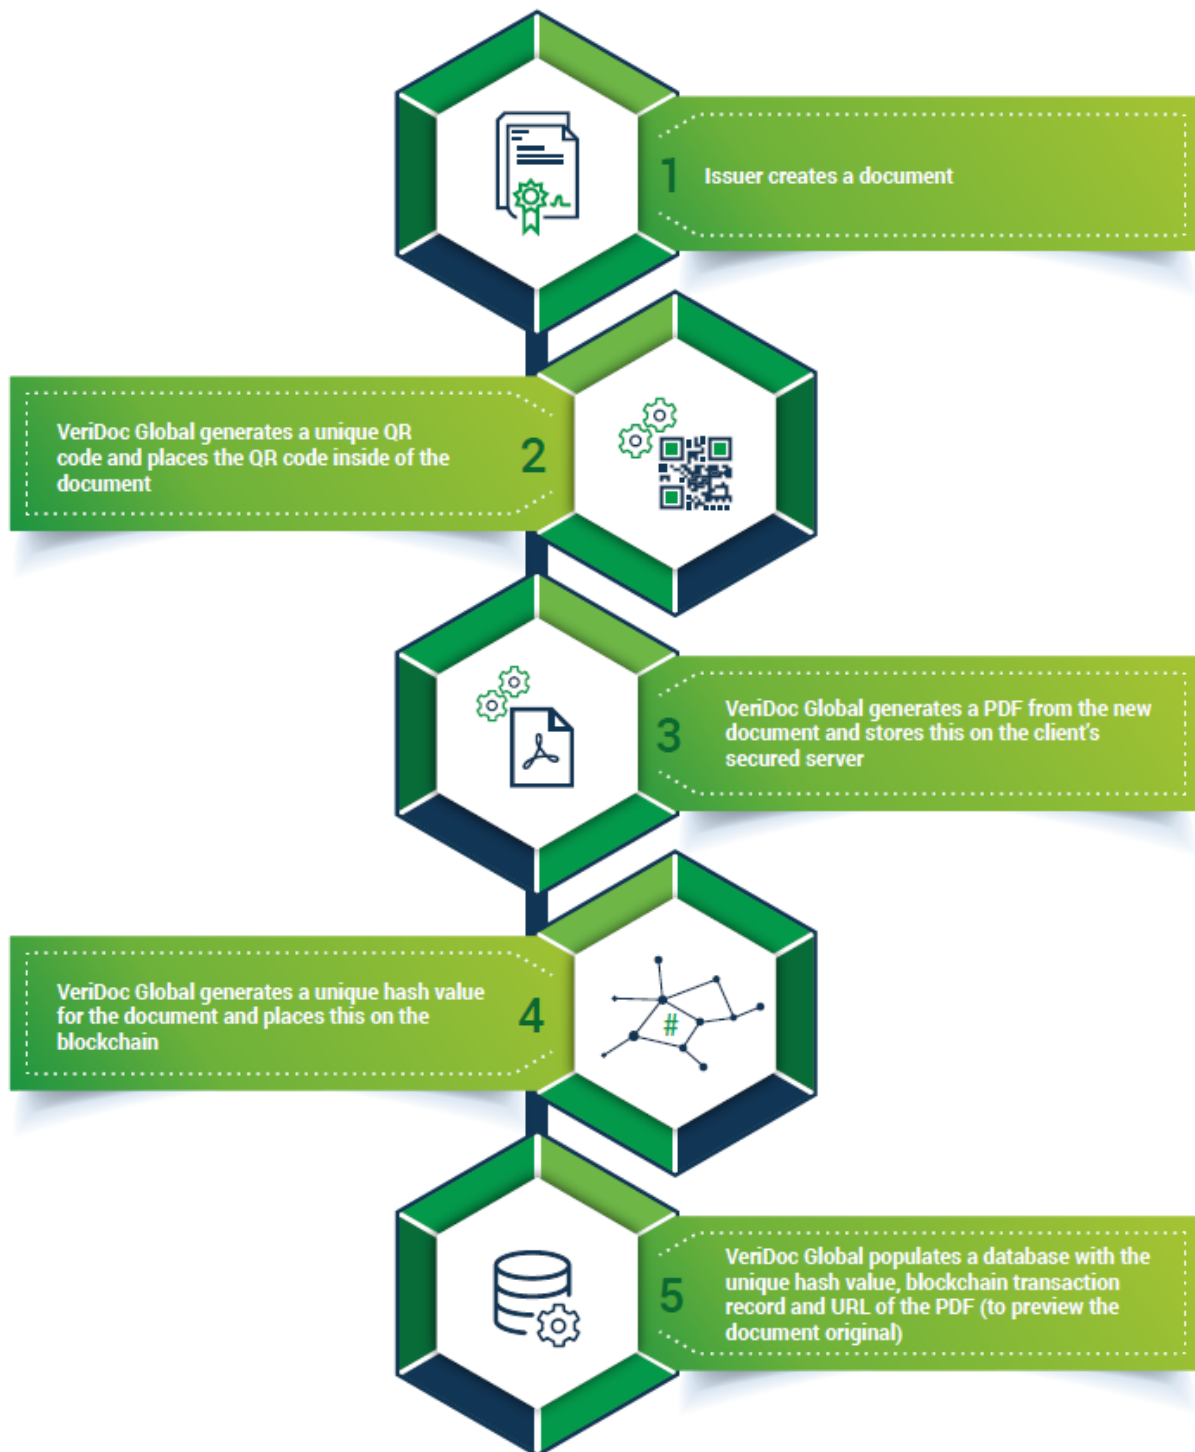 1
Issuer creates a document
VeriDoc Global generates a unique QR
code and places the QR code inside of the
document
2
3
VeriDoc Global generates a PDF from the new
document and stores this on the client's
secured server
VeriDoc Global generates a unique hash value
for the document and places this on the
blockchain
4
#
5
VeriDoc Global populates a database with the
unique hash value, blockchain transaction
record and URL of the PDF (to preview the
document original)